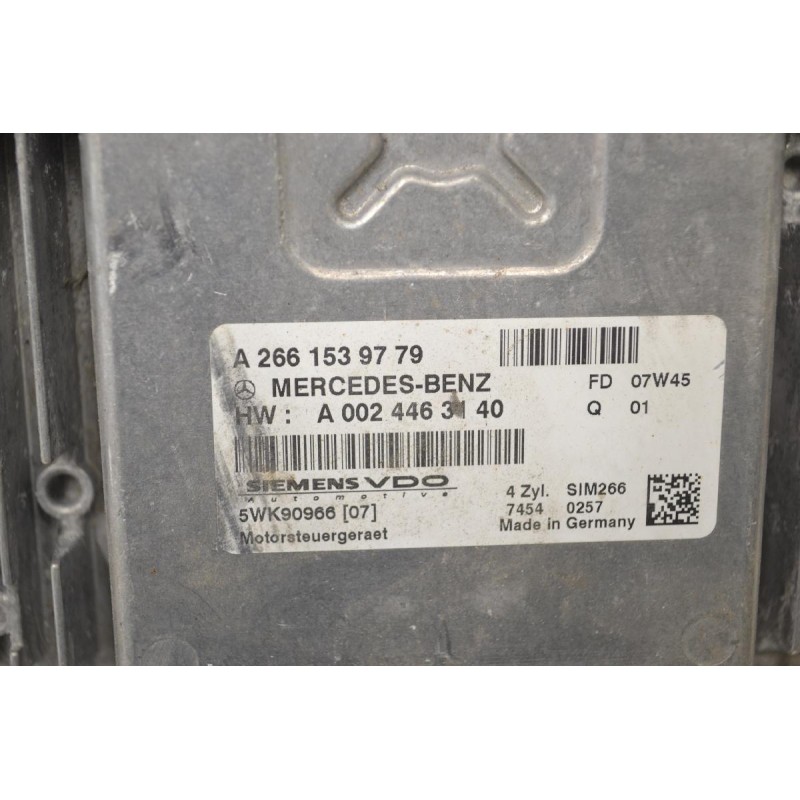 A 266 153 97 79
MERCEDES-BENZ
FD 07W45
HW : A 002 446 31 40
Q 01
SIEMENS VDO
Automotive
4 Zyl. SIM266
5WK90966 [07]
7454 0257
Motorsteuergeraet
Made in Germany